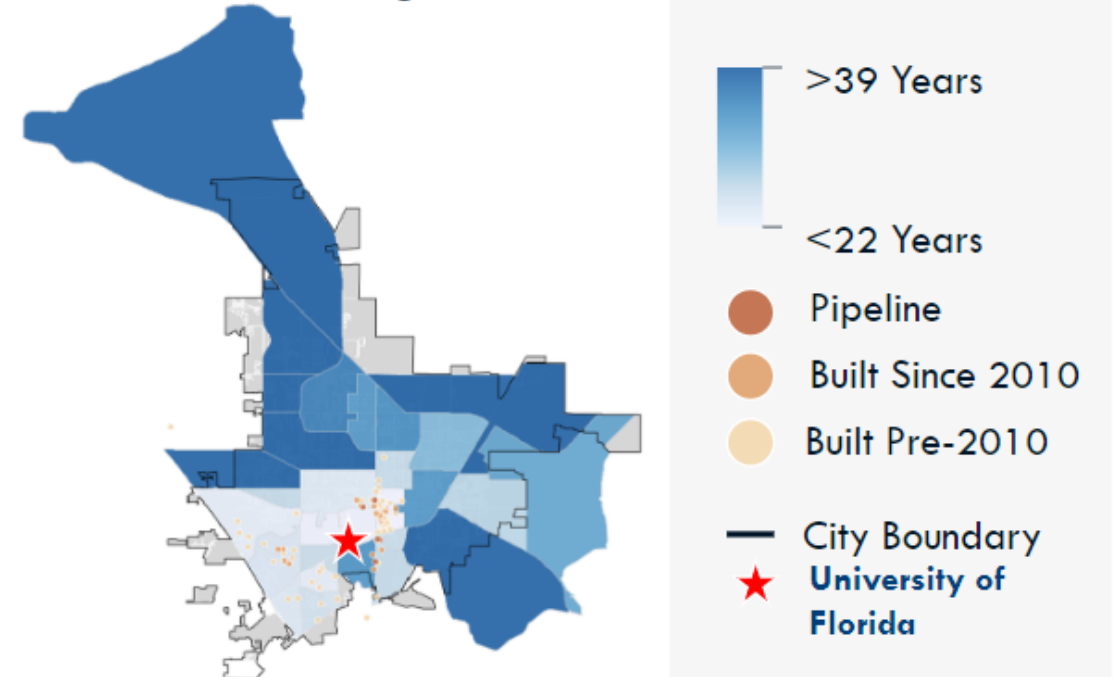 >39 Years
<22 Years
Pipeline
Built Since 2010
Built Pre-2010
City Boundary
University of
Florida